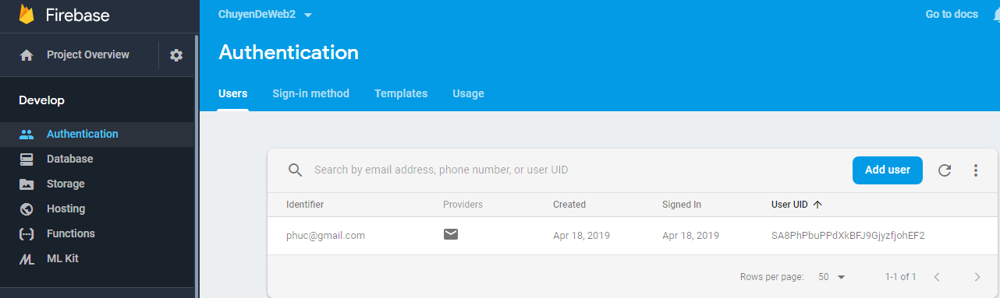 Firebase
Project Overview
Develop
Authentication
Database
Storage
Hosting
Functions
ML Kit
ChuyenDeWeb2
Go to docs
Authentication
Users Sign-in method Templates Usage
Search by email address, phone number, or user UID
Add user
Identifier Providers Created Signed In User UID
phuc@gmail.com Apr 18, 2019 Apr 18, 2019 SA8PhPbuPPdXkBFJ9GjyzfjohEF2
Rows per page: 50 1-1 of 1